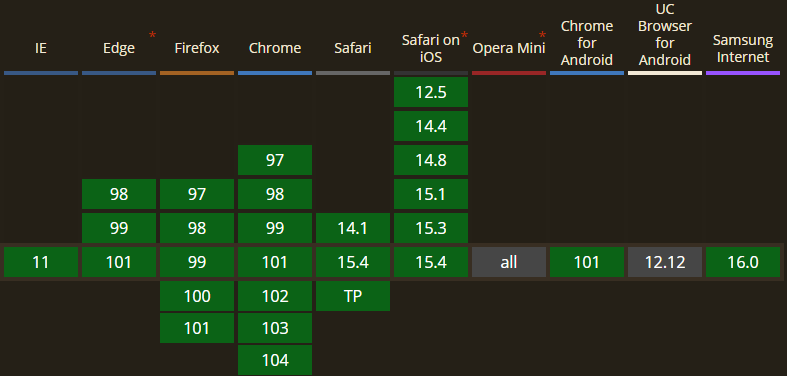 IE Edge * Firefox Chrome Safari Safari on iOS * Opera Mini * Chrome for Android UC Browser for Android Samsung Internet
12.5
14.4
97 14.8
98 97 98 15.1
99 98 99 14.1 15.3
11 101 99 101 15.4 15.4 all 101 12.12 16.0
100 102 TP
101 103
104